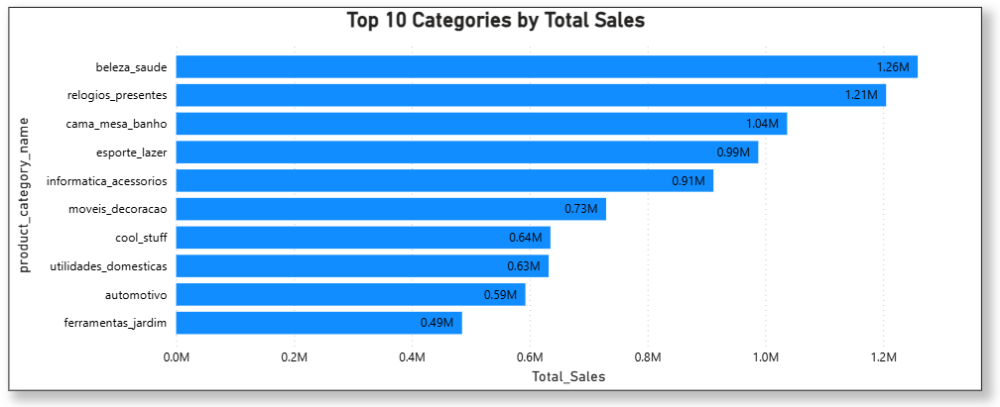 Top 10 Categories by Total Sales
product_category_name
beleza_saude 1.26M
relogios_presentes 1.21M
cama_mesa_banho 1.04M
esporte_lazer 0.99M
informatica_acessorios 0.91M
moveis_decoracao 0.73M
cool_stuff 0.64M
utilidades_domesticas 0.63M
automotivo 0.59M
ferramentas_jardim 0.49M
0.0M 0.2M 0.4M 0.6M 0.8M 1.0M 1.2M
Total_Sales